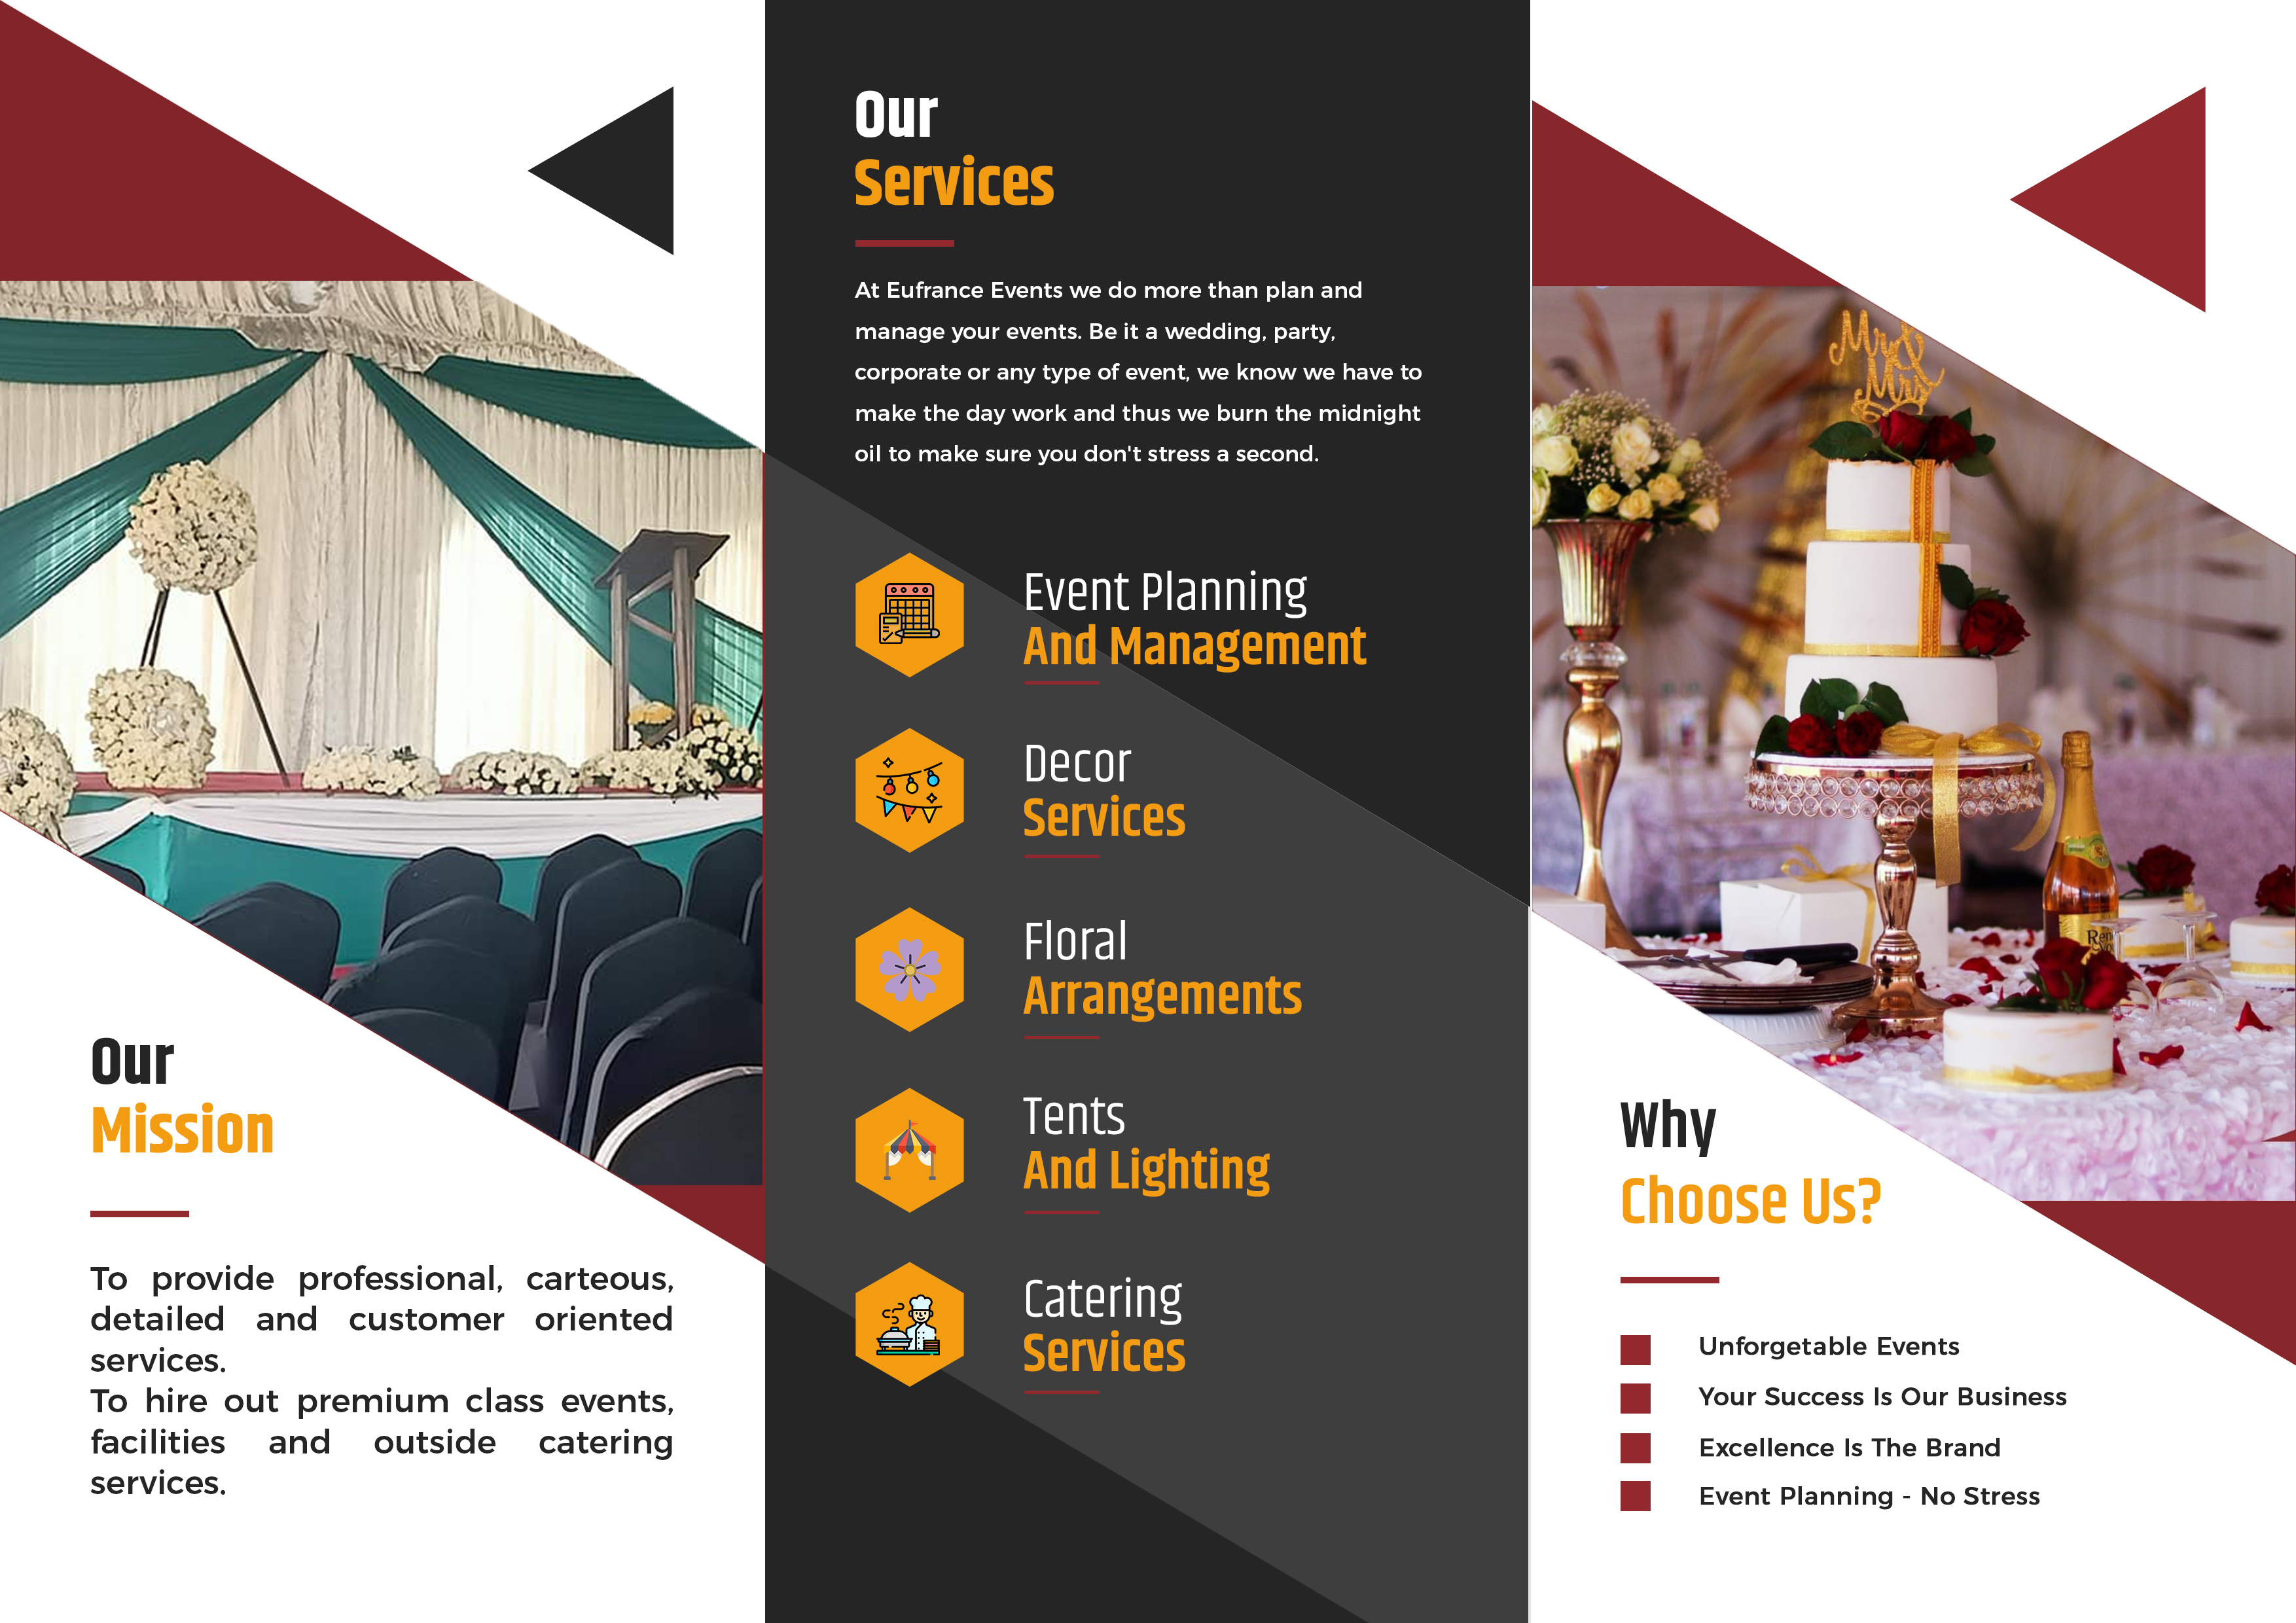 Our
Mission
To provide professional, carteous,
detailed and customer oriented
services.
To hire out premium class events,
facilities and outside catering
services.
Our
Services
At Eufrance Events we do more than plan and
manage your events. Be it a wedding, party,
corporate or any type of event, we know we have to
make the day work and thus we burn the midnight
oil to make sure you don't stress a second.
Event Planning
And Management
Decor
Services
Floral
Arrangements
Tents
And Lighting
Catering
Services
Mr &
Mrs
Why
Choose Us?
Unforgetable Events
Your Success Is Our Business
Excellence Is The Brand
Event Planning - No Stress